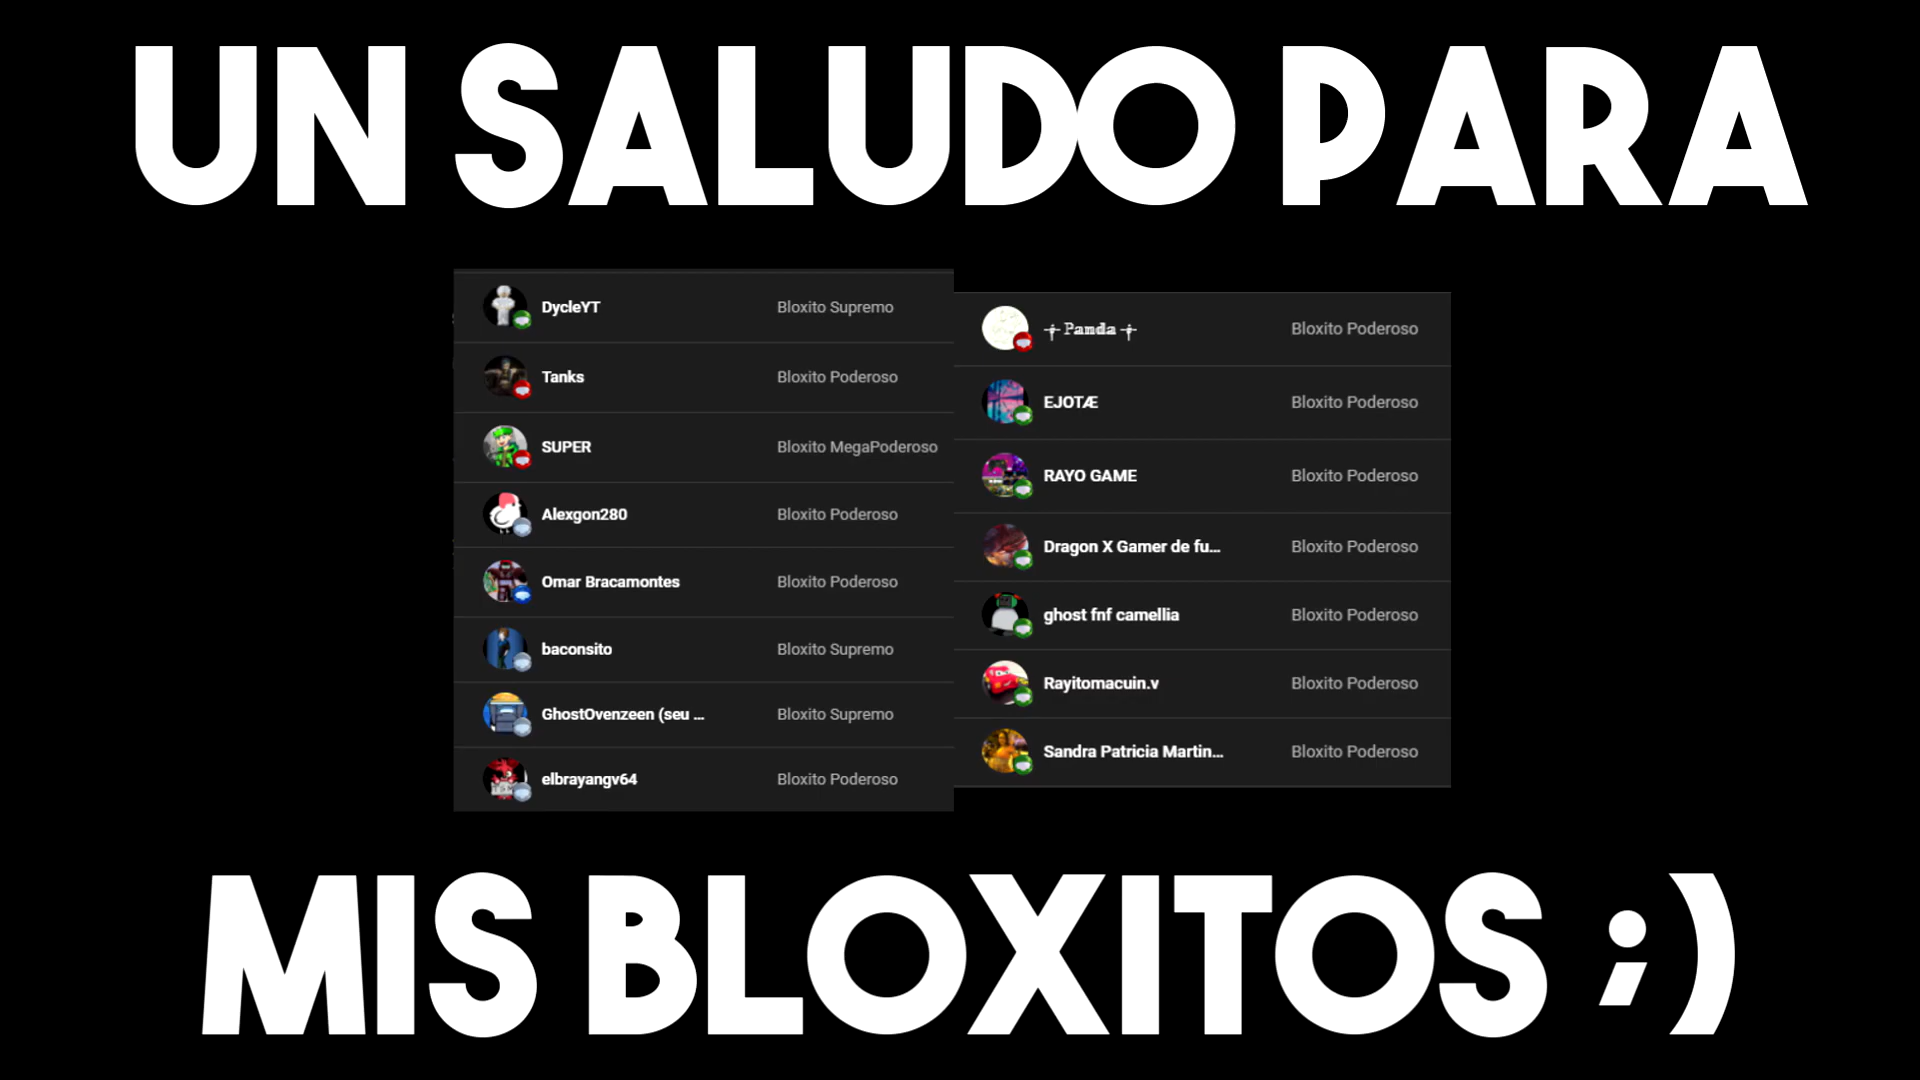 UN SALUDO PARA
DycleYT Bloxito Supremo
Tanks Bloxito Poderoso
SUPER Bloxito MegaPoderoso
Alexgon280 Bloxito Poderoso
Omar Bracamontes Bloxito Poderoso
baconsito Bloxito Supremo
GhostOvenzeen (seu ... Bloxito Supremo
elbrayangv64 Bloxito Poderoso
⸸ Panda ⸸ Bloxito Poderoso
EJOTÆ Bloxito Poderoso
RAYO GAME Bloxito Poderoso
Dragon X Gamer de fu... Bloxito Poderoso
ghost fnf camellia Bloxito Poderoso
Rayitomacuin.v Bloxito Poderoso
Sandra Patricia Martin... Bloxito Poderoso
MIS BLOXITOS ;)